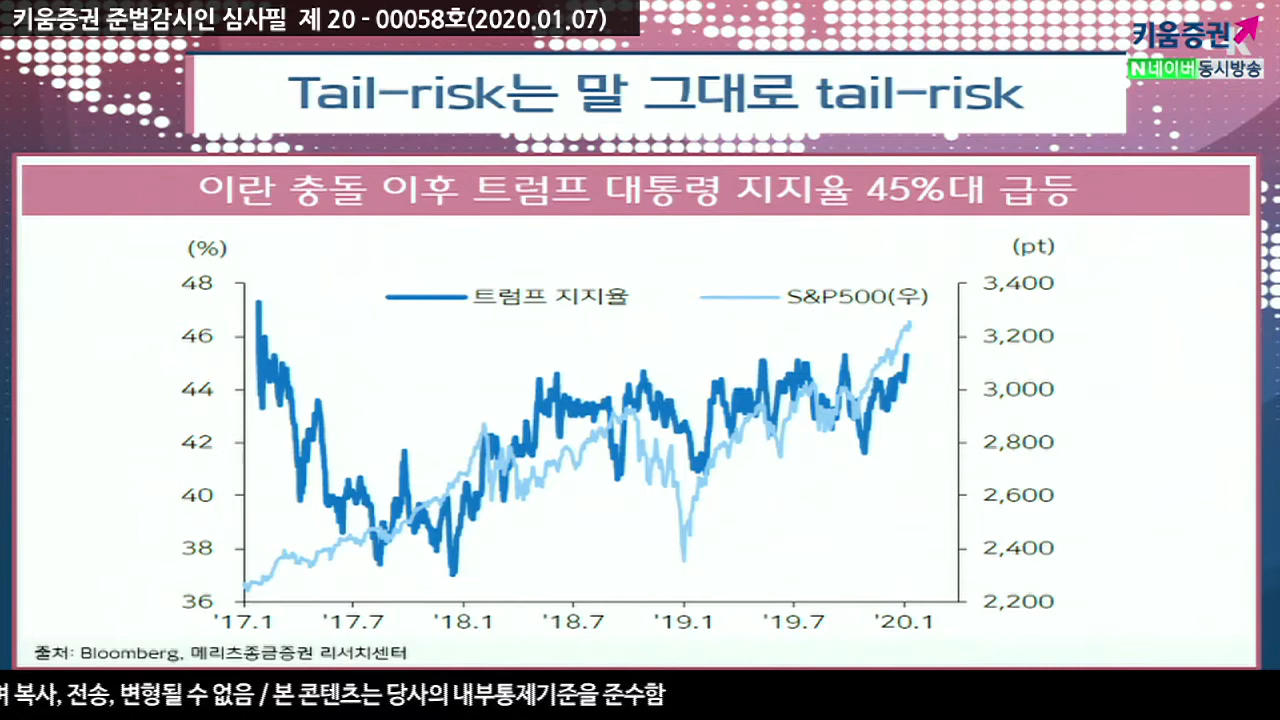 키움증권 준법감시인 심사필 제 20 - 00058호(2020.01.07)
키움증권
N네이버 동시방송
Tail-risk는 말 그대로 tail-risk
이란 충돌 이후 트럼프 대통령 지지율 45%대 급등
(%) (pt)
트럼프 지지율 S&P500(우)
48 3,400
46 3,200
44 3,000
42 2,800
40 2,600
38 2,400
36 2,200
'17.1 '17.7 '18.1 '18.7 '19.1 '19.7 '20.1
출처: Bloomberg, 메리츠종금증권 리서치센터
복사, 전송, 변형될 수 없음 / 본 콘텐츠는 당사의 내부통제기준을 준수함